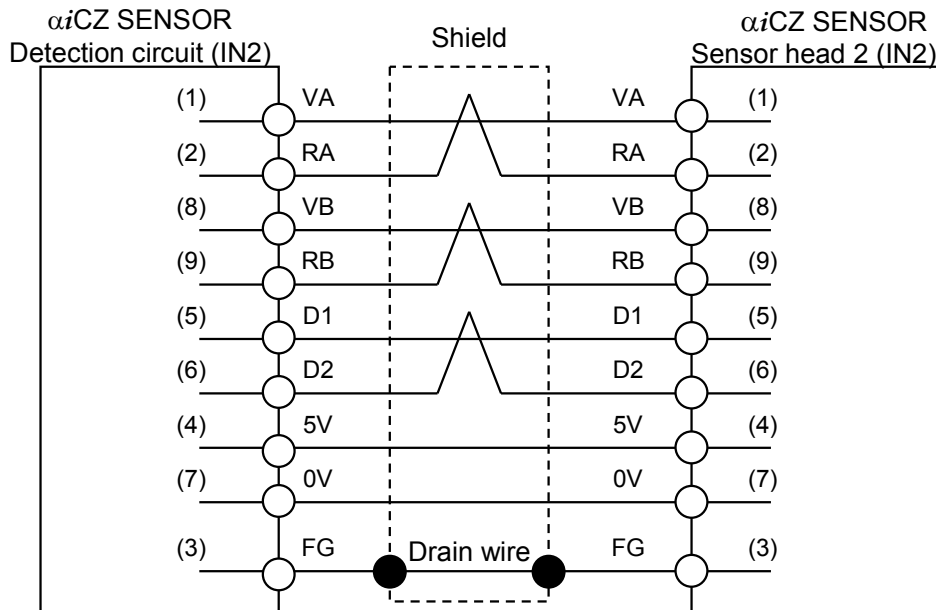 αiCZ SENSOR
Detection circuit (IN2)
Shield
αiCZ SENSOR
Sensor head 2 (IN2)
(1) VA VA (1)
(2) RA RA (2)
(8) VB VB (8)
(9) RB RB (9)
(5) D1 D1 (5)
(6) D2 D2 (6)
(4) 5V 5V (4)
(7) 0V 0V (7)
(3) FG Drain wire FG (3)